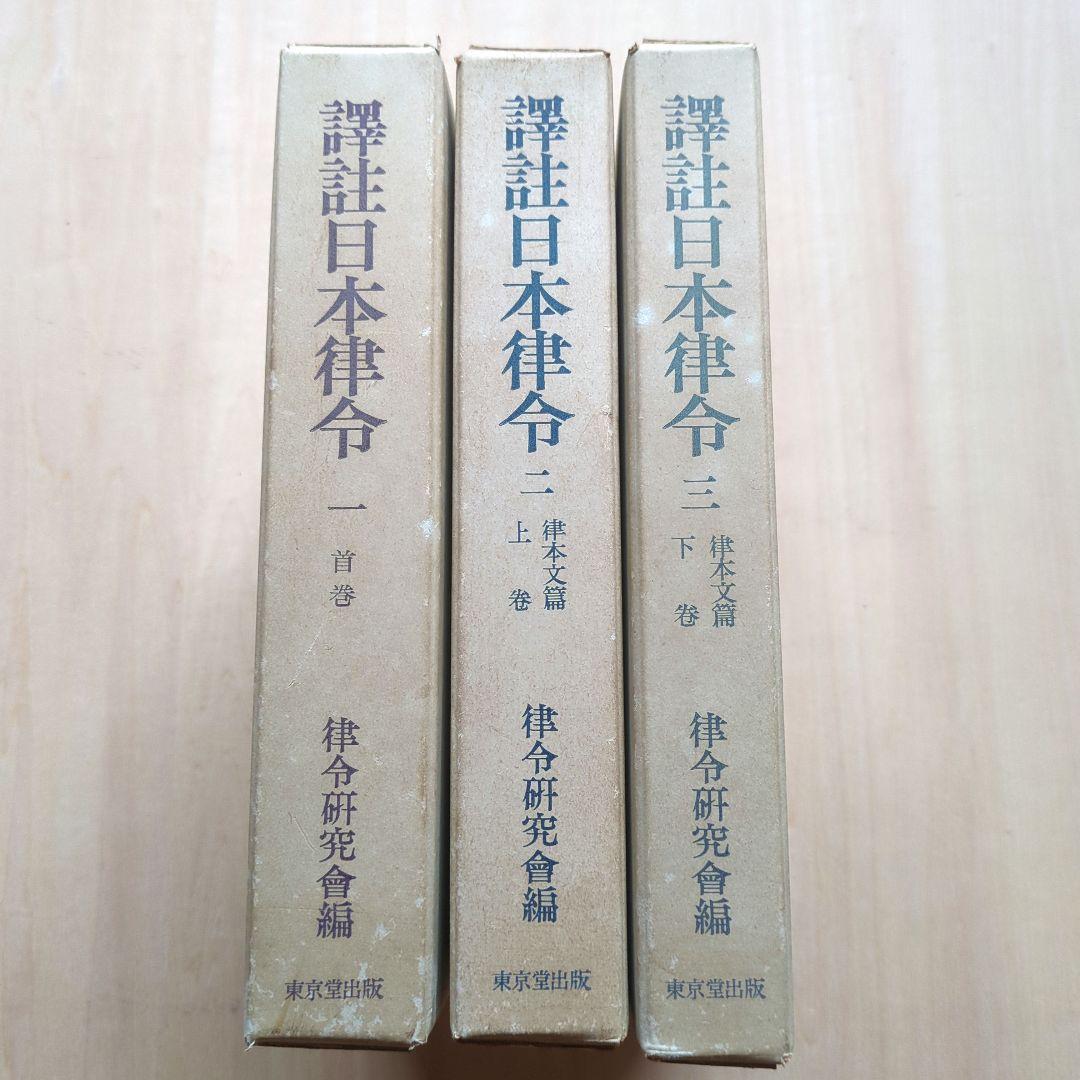 譯註日本律令
一
首巻
律令研究會編
東京堂出版
譯註日本律令
二
律本文篇
上卷
律令研究會編
東京堂出版
譯註日本律令
三
律本文篇
下卷
律令研究會編
東京堂出版